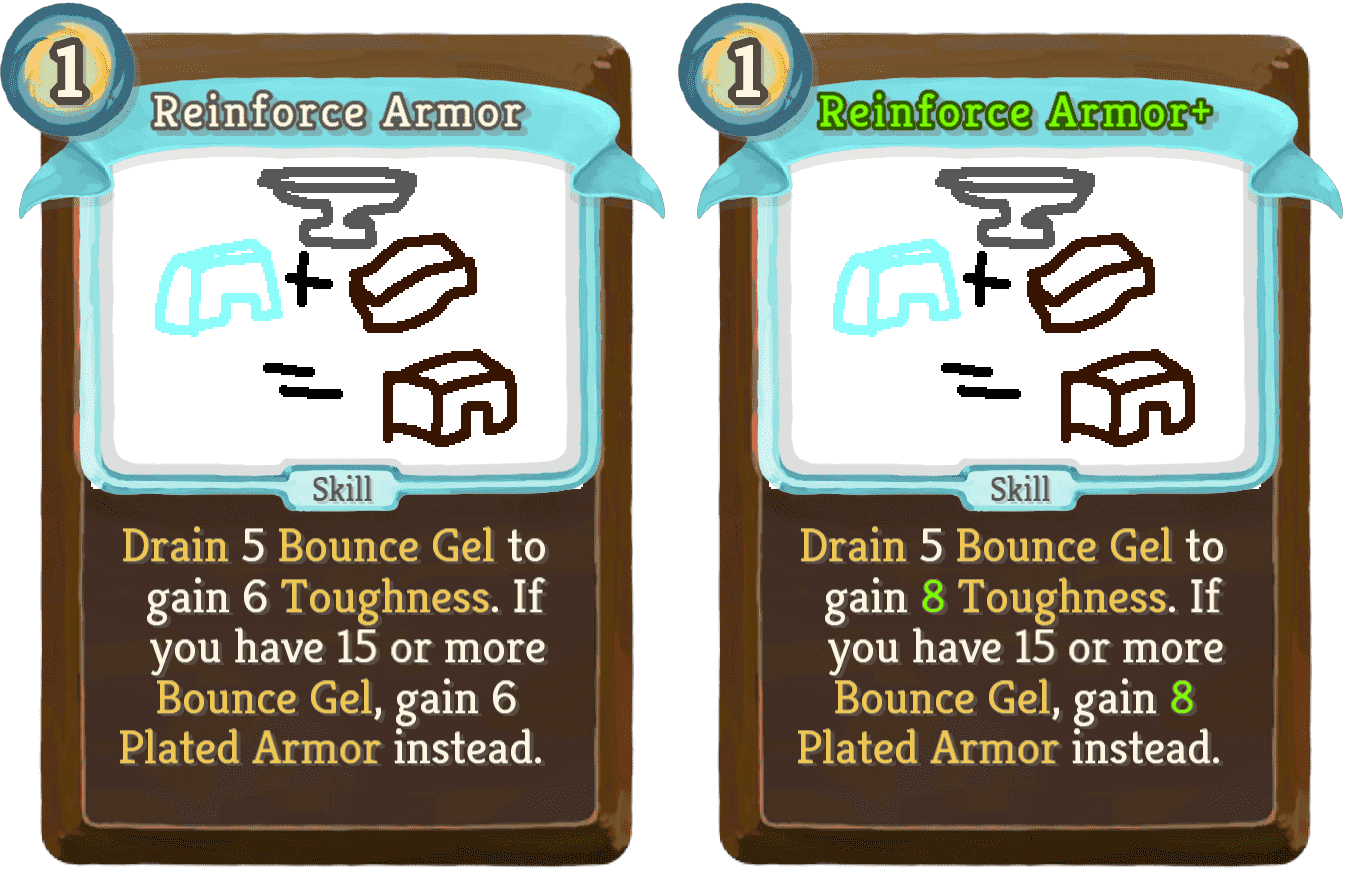 1
Reinforce Armor
Skill
Drain 5 Bounce Gel to
gain 6 Toughness. If
you have 15 or more
Bounce Gel, gain 6
Plated Armor instead.
1
Reinforce Armor+
Skill
Drain 5 Bounce Gel to
gain 8 Toughness. If
you have 15 or more
Bounce Gel, gain 8
Plated Armor instead.